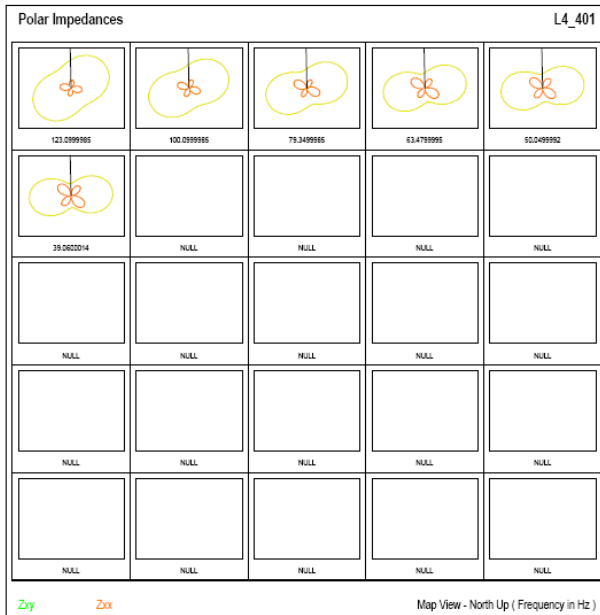 Polar Impedances L4_401
123.0999985 100.0999985 79.3499985 63.4799995 50.0499992
39.0600014 NULL NULL NULL NULL
NULL NULL NULL NULL NULL
NULL NULL NULL NULL NULL
NULL NULL NULL NULL NULL
Zxy Zxx Map View - North Up ( Frequency in Hz )